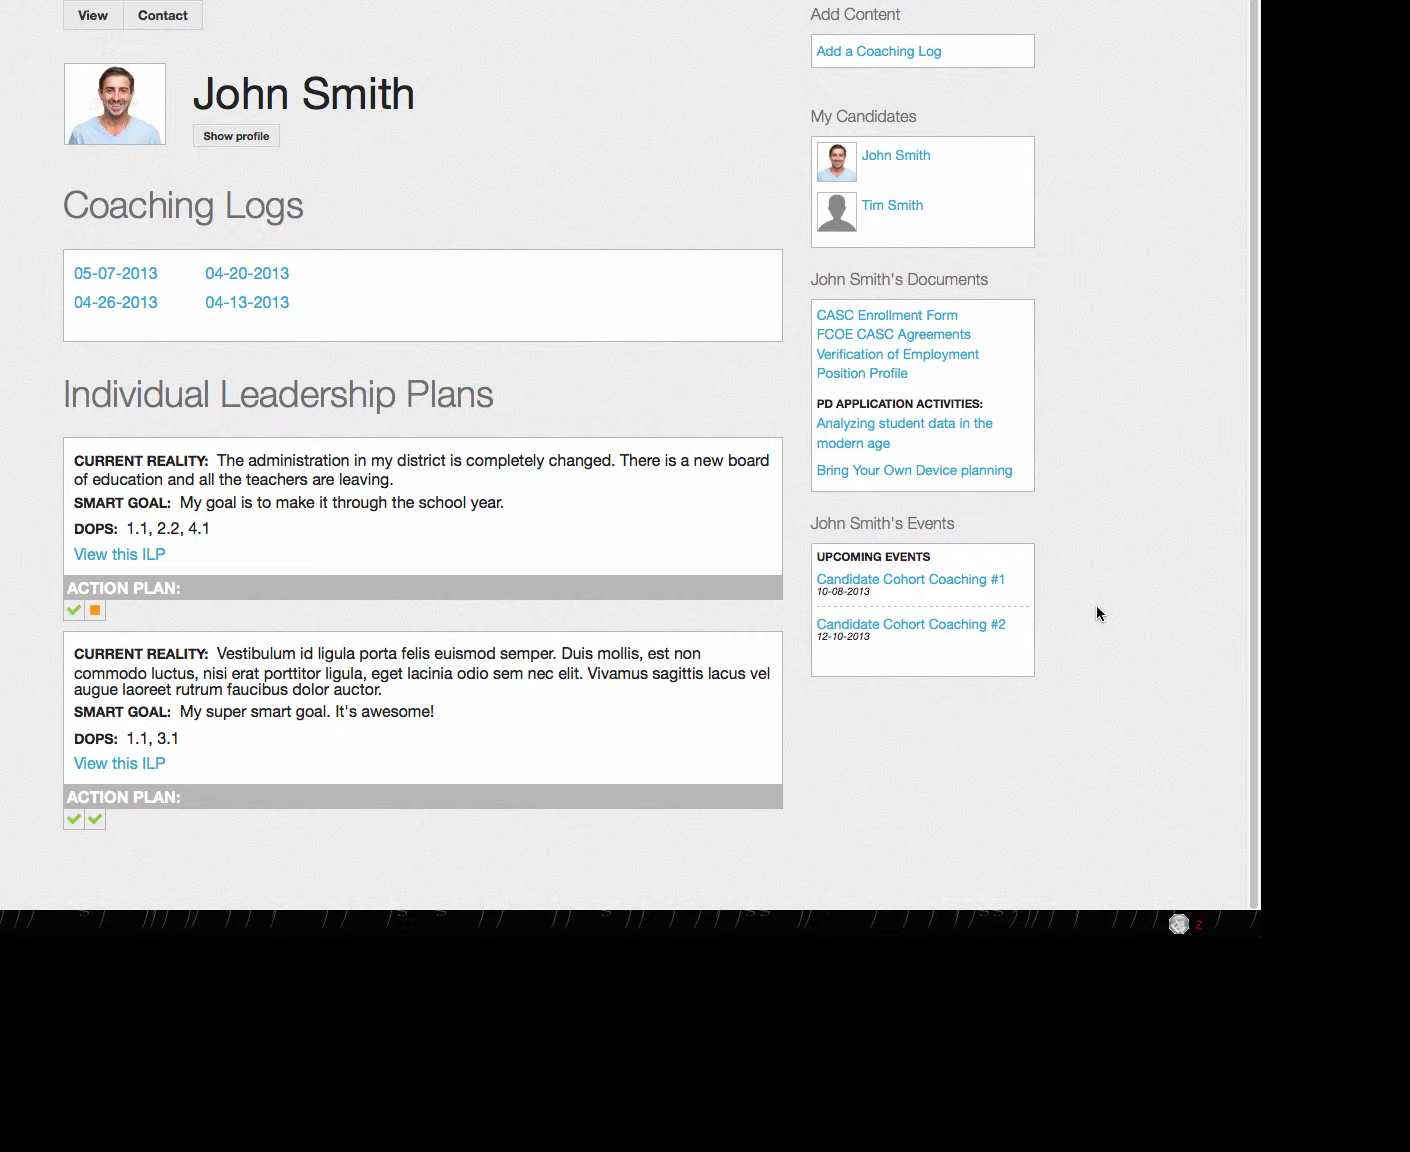 View Contact
John Smith
Show profile
Coaching Logs
05-07-2013 04-20-2013
04-26-2013 04-13-2013
Individual Leadership Plans
CURRENT REALITY: The administration in my district is completely changed. There is a new board
of education and all the teachers are leaving.
SMART GOAL: My goal is to make it through the school year.
DOPS: 1.1, 2.2, 4.1
View this ILP
ACTION PLAN:
CURRENT REALITY: Vestibulum id ligula porta felis euismod semper. Duis mollis, est non
commodo luctus, nisi erat porttitor ligula, eget lacinia odio sem nec elit. Vivamus sagittis lacus vel
augue laoreet rutrum faucibus dolor auctor.
SMART GOAL: My super smart goal. It's awesome!
DOPS: 1.1, 3.1
View this ILP
ACTION PLAN:
Add Content
Add a Coaching Log
My Candidates
John Smith
Tim Smith
John Smith's Documents
CASC Enrollment Form
FCOE CASC Agreements
Verification of Employment
Position Profile
PD APPLICATION ACTIVITIES:
Analyzing student data in the
modern age
Bring Your Own Device planning
John Smith's Events
UPCOMING EVENTS
Candidate Cohort Coaching #1
10-08-2013
Candidate Cohort Coaching #2
12-10-2013
z